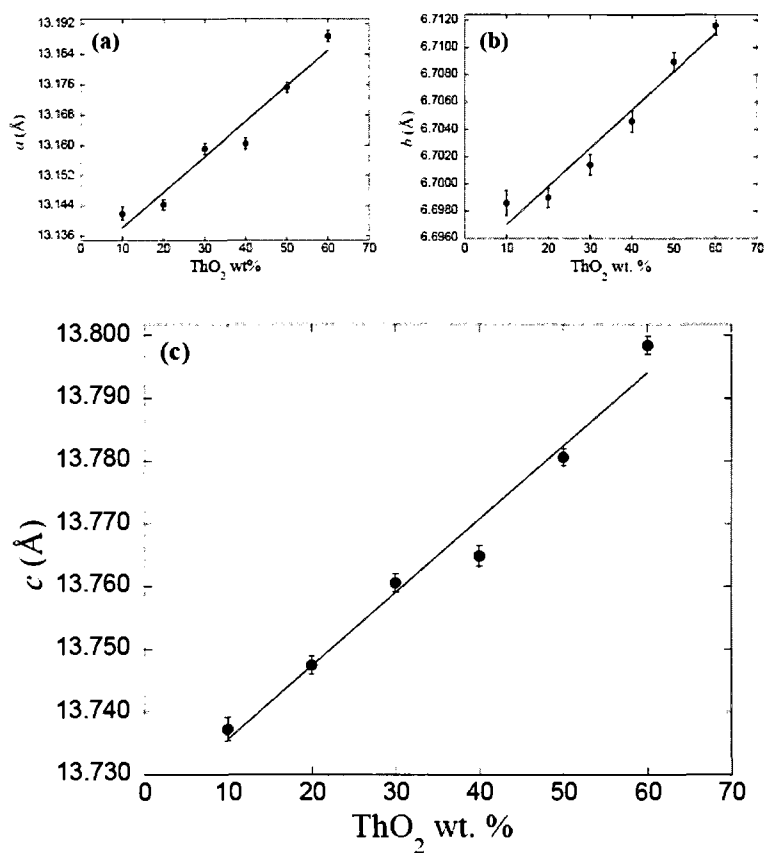 (a)
a (Å)
13.192
13.184
13.176
13.168
13.160
13.152
13.144
13.136
0 10 20 30 40 50 60 70
ThO2 wt%
(b)
b (Å)
6.7120
6.7100
6.7080
6.7060
6.7040
6.7020
6.7000
6.6980
6.6960
0 10 20 30 40 50 60 70
ThO2 wt. %
(c)
c (Å)
13.800
13.790
13.780
13.770
13.760
13.750
13.740
13.730
0 10 20 30 40 50 60 70
ThO2 wt. %